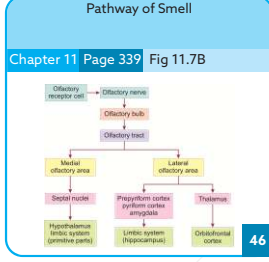 Pathway of Smell
Chapter 11 Page 339 Fig 11.7B
Olfactory
receptor cell
Olfactory nerve
Olfactory bulb
Olfactory tract
Medial
olfactory area
Lateral
olfactory area
Septal nuclei
Prepyriform cortex
pyriform cortex
amygdala
Thalamus
Hypothalamus
limbic system
(primitive parts)
Limbic system
(hippocampus)
Orbitofrontal
cortex
46